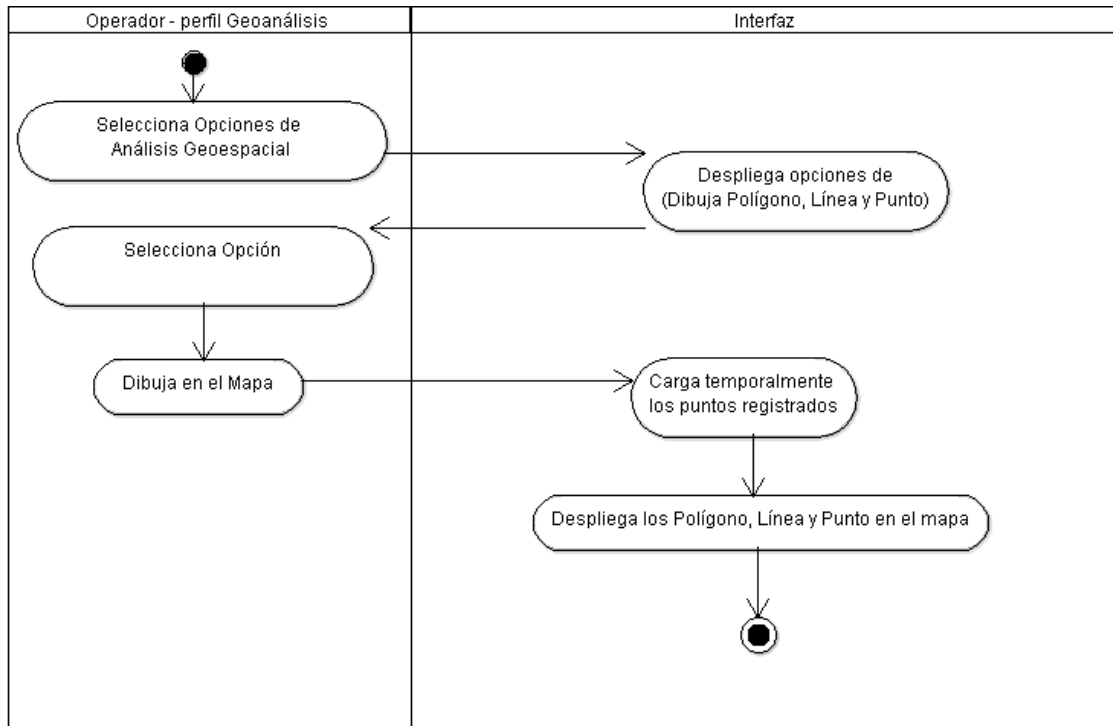 Operador - perfil Geoanálisis
Interfaz
Selecciona Opciones de
Análisis Geoespacial
Despliega opciones de
(Dibuja Polígono, Línea y Punto)
Selecciona Opción
Dibuja en el Mapa
Carga temporalmente
los puntos registrados
Despliega los Polígono, Línea y Punto en el mapa